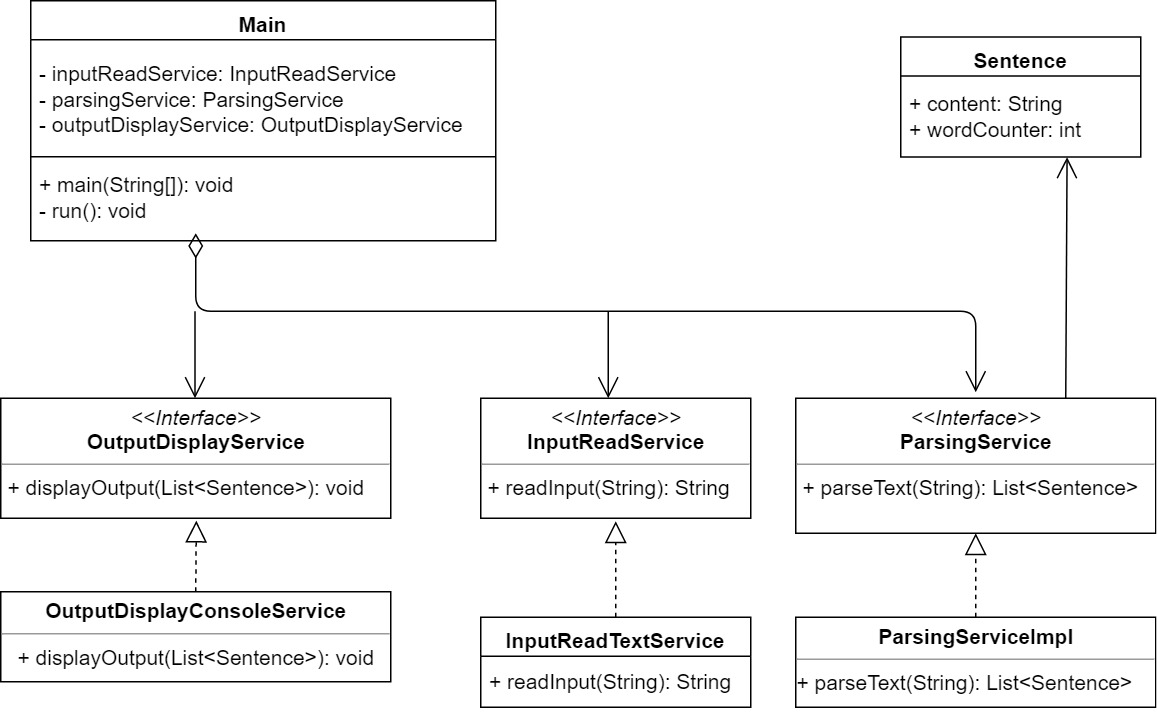 Main
- inputReadService: InputReadService
- parsingService: ParsingService
- outputDisplayService: OutputDisplayService
+ main(String[]): void
- run(): void
Sentence
+ content: String
+ wordCounter: int
<<Interface>>
OutputDisplayService
+ displayOutput(List<Sentence>): void
<<Interface>>
InputReadService
+ readInput(String): String
<<Interface>>
ParsingService
+ parseText(String): List<Sentence>
OutputDisplayConsoleService
+ displayOutput(List<Sentence>): void
InputReadTextService
+ readInput(String): String
ParsingServiceImpl
+ parseText(String): List<Sentence>